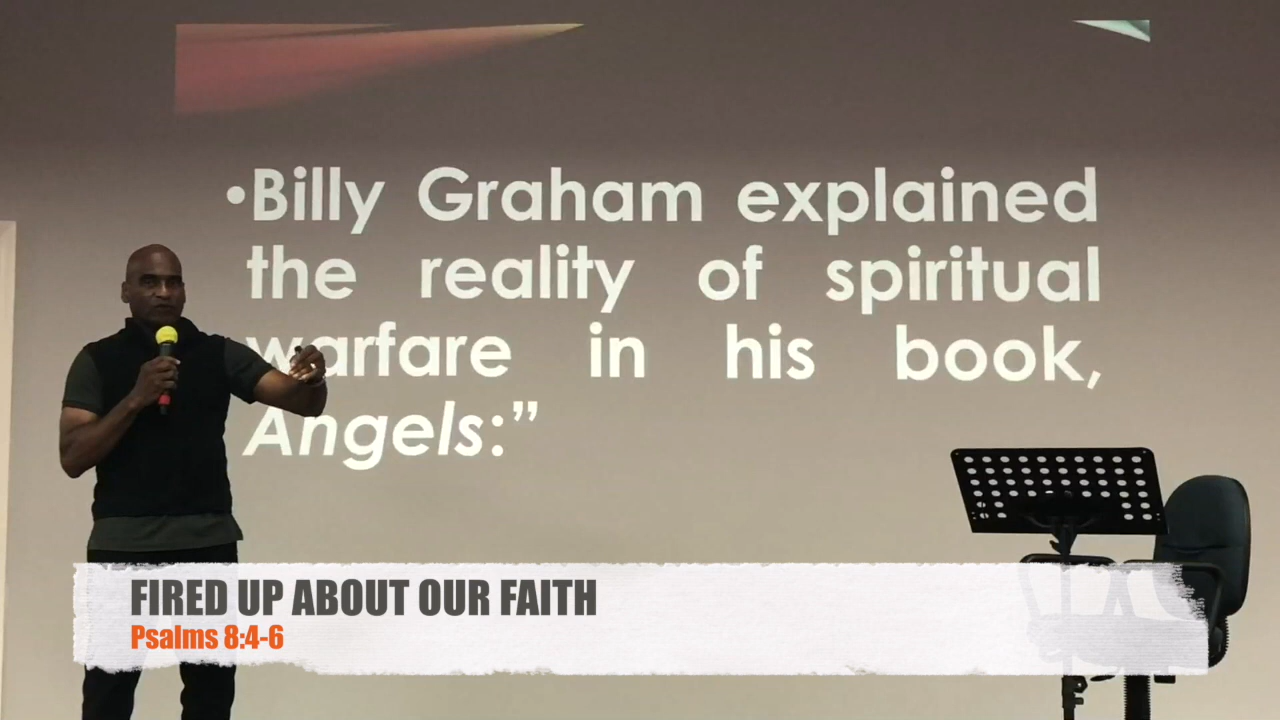 •Billy Graham explained
the reality of spiritual
warfare in his book,
Angels:”
FIRED UP ABOUT OUR FAITH
Psalms 8:4-6